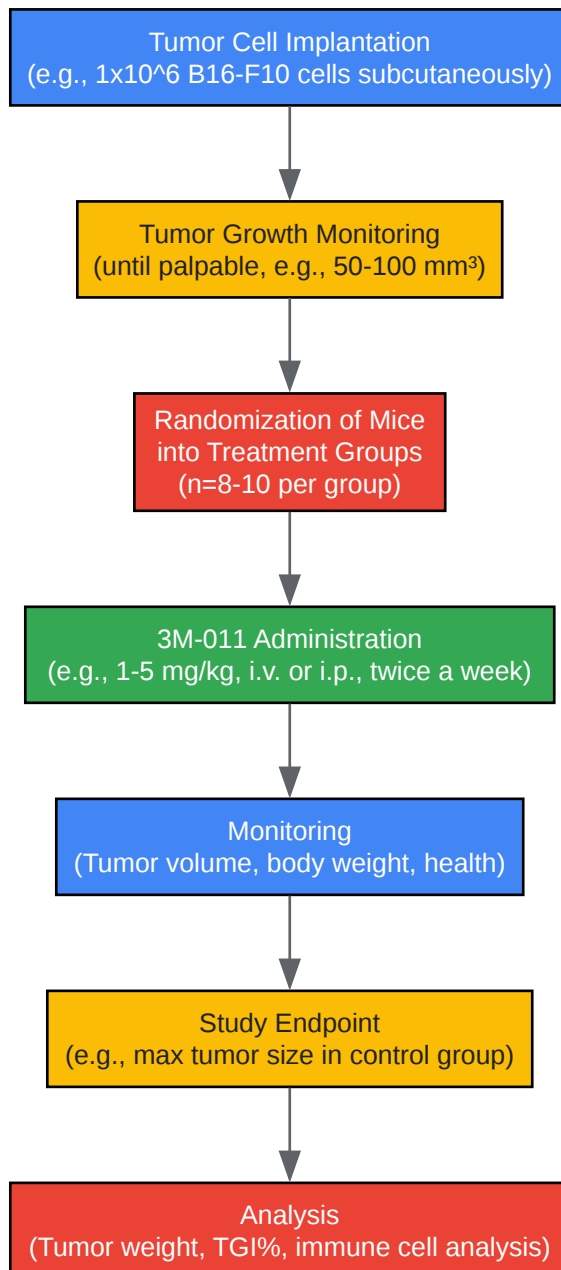 Tumor Cell Implantation
(e.g., 1x10^6 B16-F10 cells subcutaneously)
Tumor Growth Monitoring
(until palpable, e.g., 50-100 mm³)
Randomization of Mice
into Treatment Groups
(n=8-10 per group)
3M-011 Administration
(e.g., 1-5 mg/kg, i.v. or i.p., twice a week)
Monitoring
(Tumor volume, body weight, health)
Study Endpoint
(e.g., max tumor size in control group)
Analysis
(Tumor weight, TGI%, immune cell analysis)